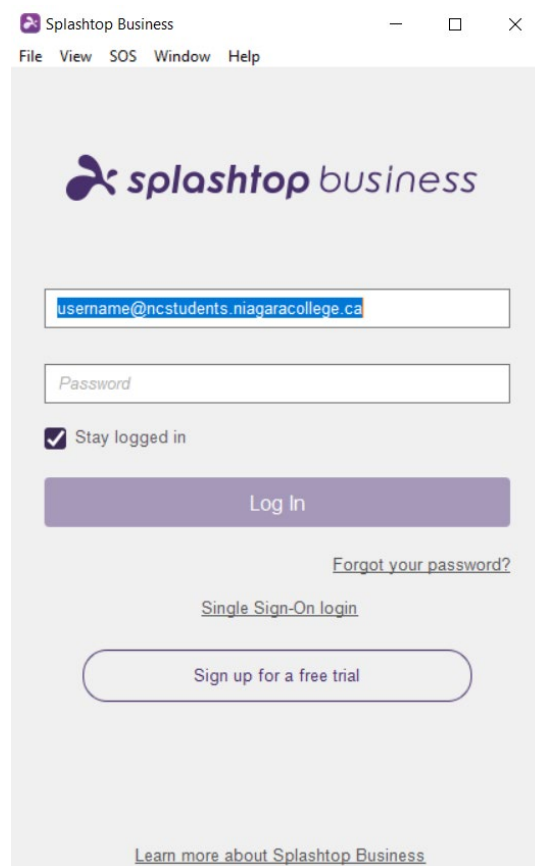 Splashtop Business
File View SOS Window Help
splashtop business
username@ncstudents.niagaracollege.ca
Password
Stay logged in
Log In
Forgot your password?
Single Sign-On login
Sign up for a free trial
Learn more about Splashtop Business